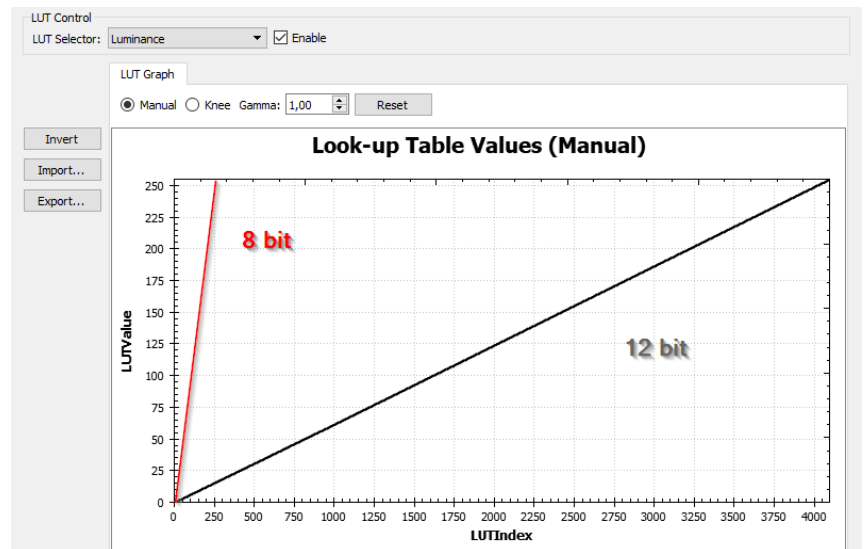 LUT Control
LUT Selector: Luminance Enable
LUT Graph
Manual Knee Gamma: 1,00 Reset
Invert
Import...
Export...
Look-up Table Values (Manual)
250
225
200
175
150
125
100
75
50
25
0
LUTValue
8 bit
12 bit
0 250 500 750 1000 1250 1500 1750 2000 2250 2500 2750 3000 3250 3500 3750 4000
LUTIndex